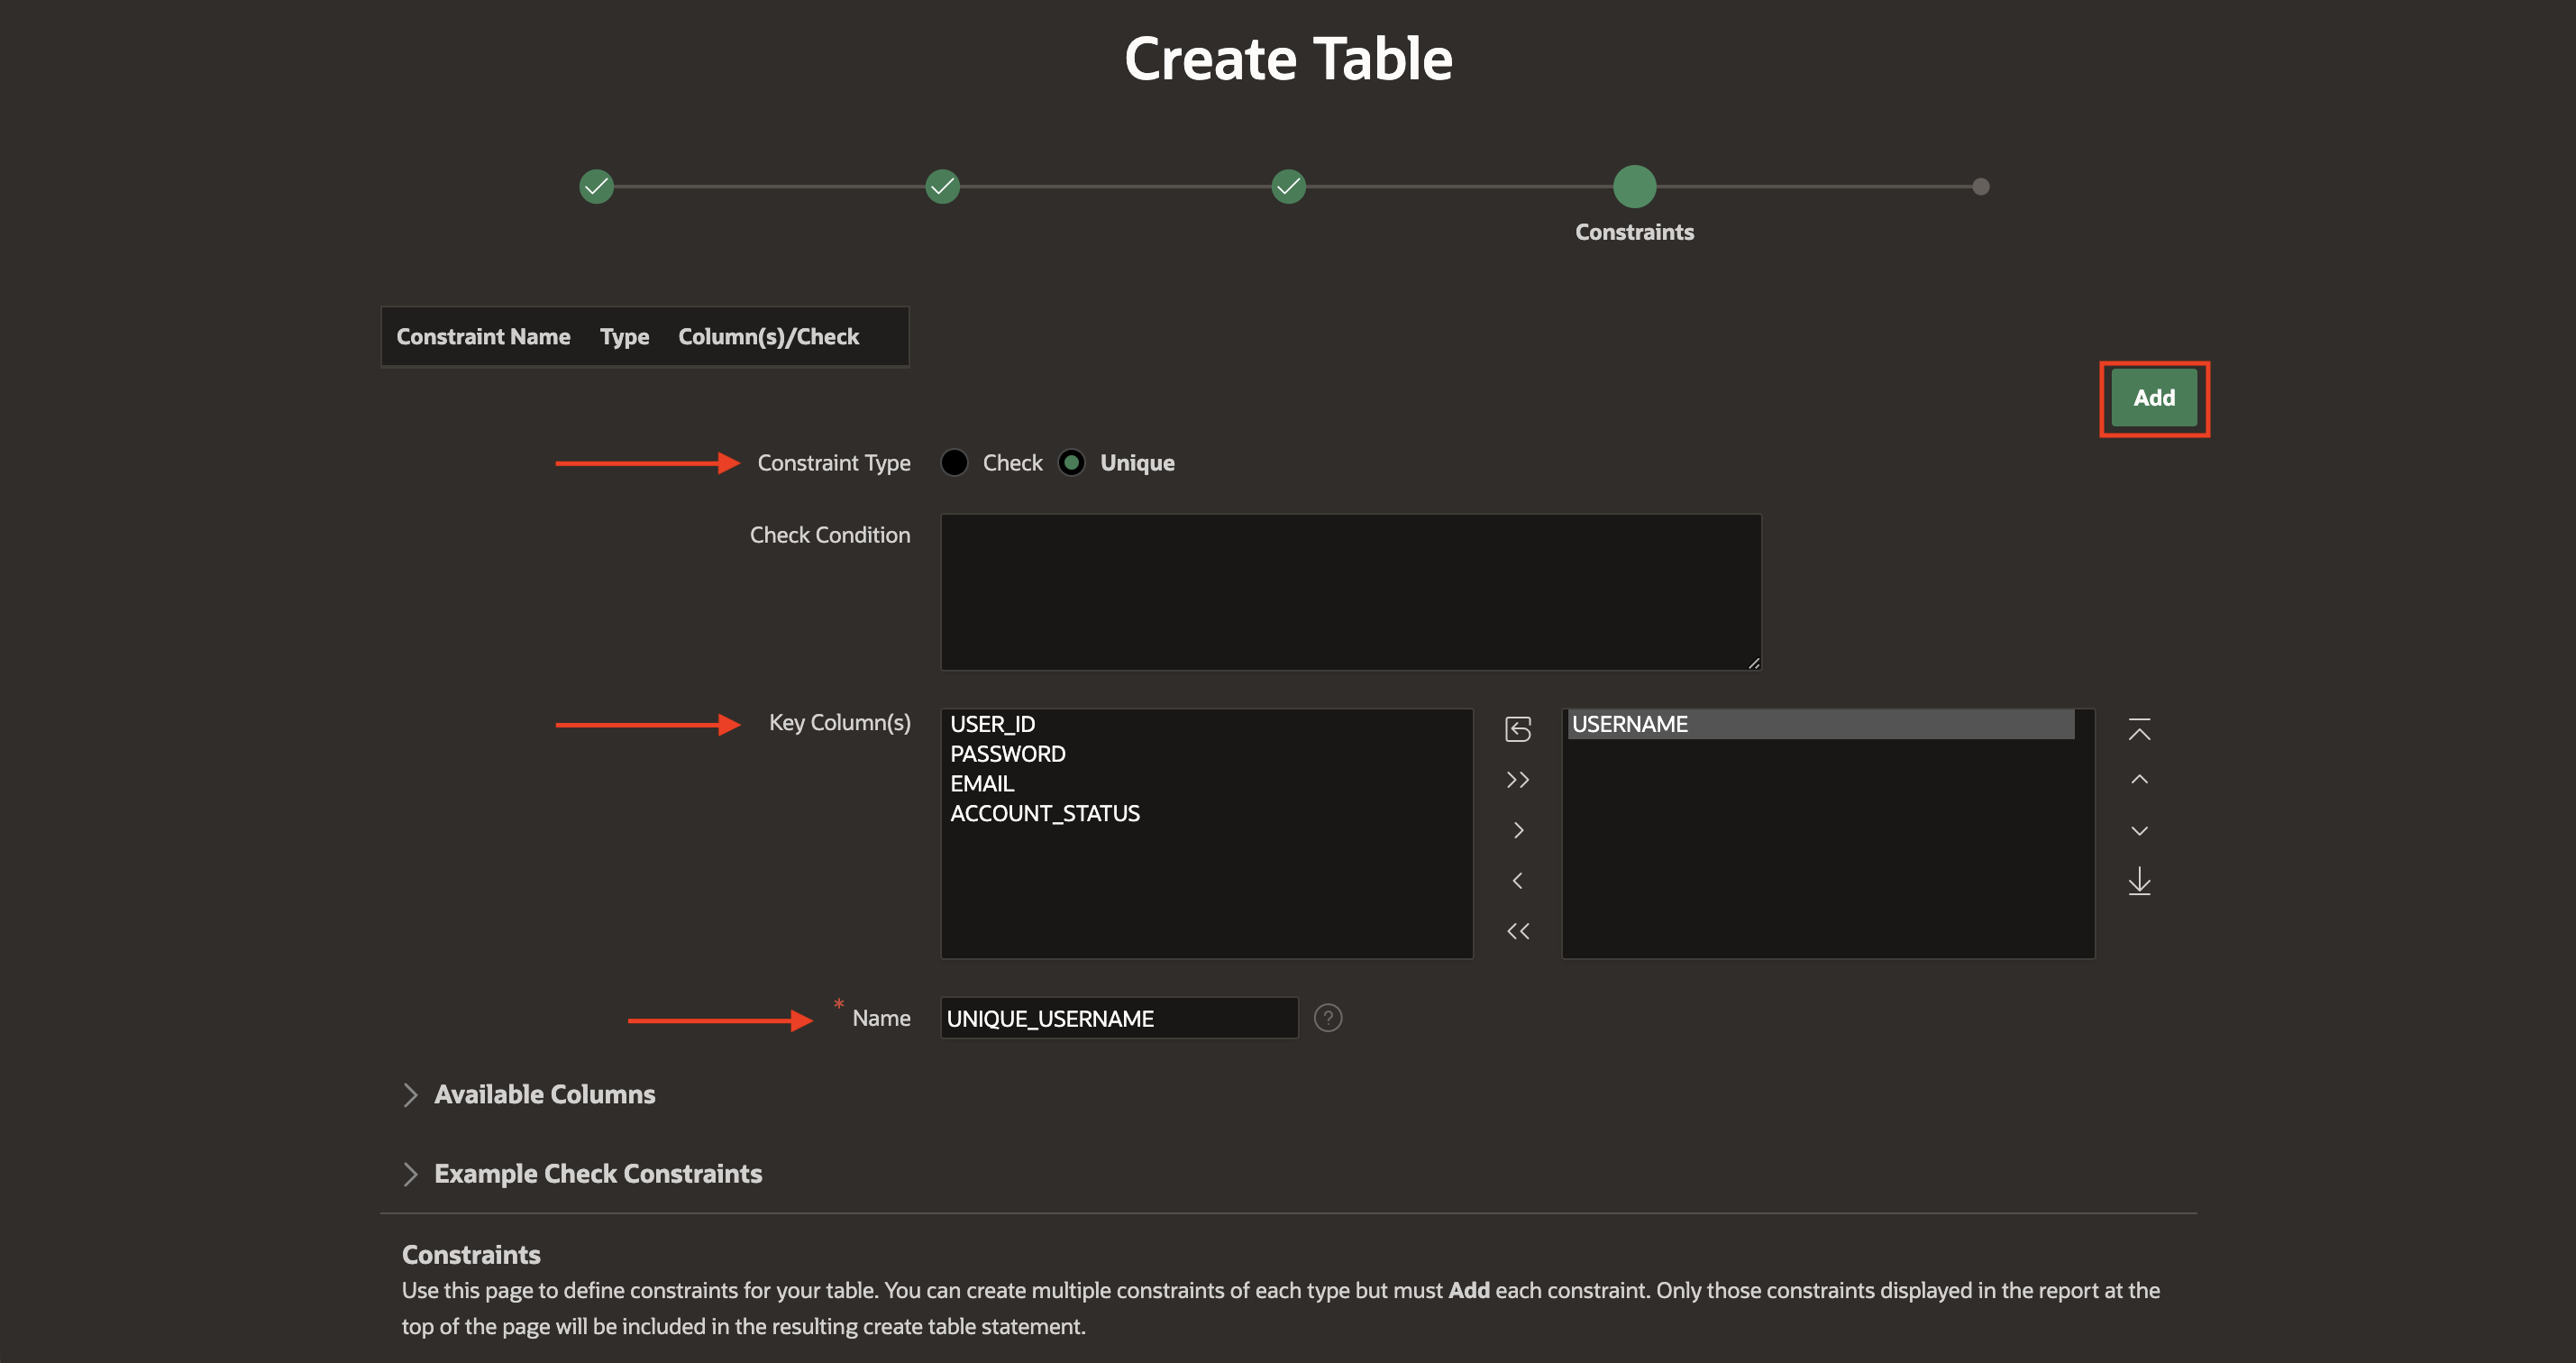 Create Table
Constraints
Constraint Name Type Column(s)/Check
Add
Constraint Type Check Unique
Check Condition
Key Column(s)
USER_ID
PASSWORD
EMAIL
ACCOUNT_STATUS
USERNAME
* Name UNIQUE_USERNAME ?
Available Columns
Example Check Constraints
Constraints
Use this page to define constraints for your table. You can create multiple constraints of each type but must Add each constraint. Only those constraints displayed in the report at the
top of the page will be included in the resulting create table statement.